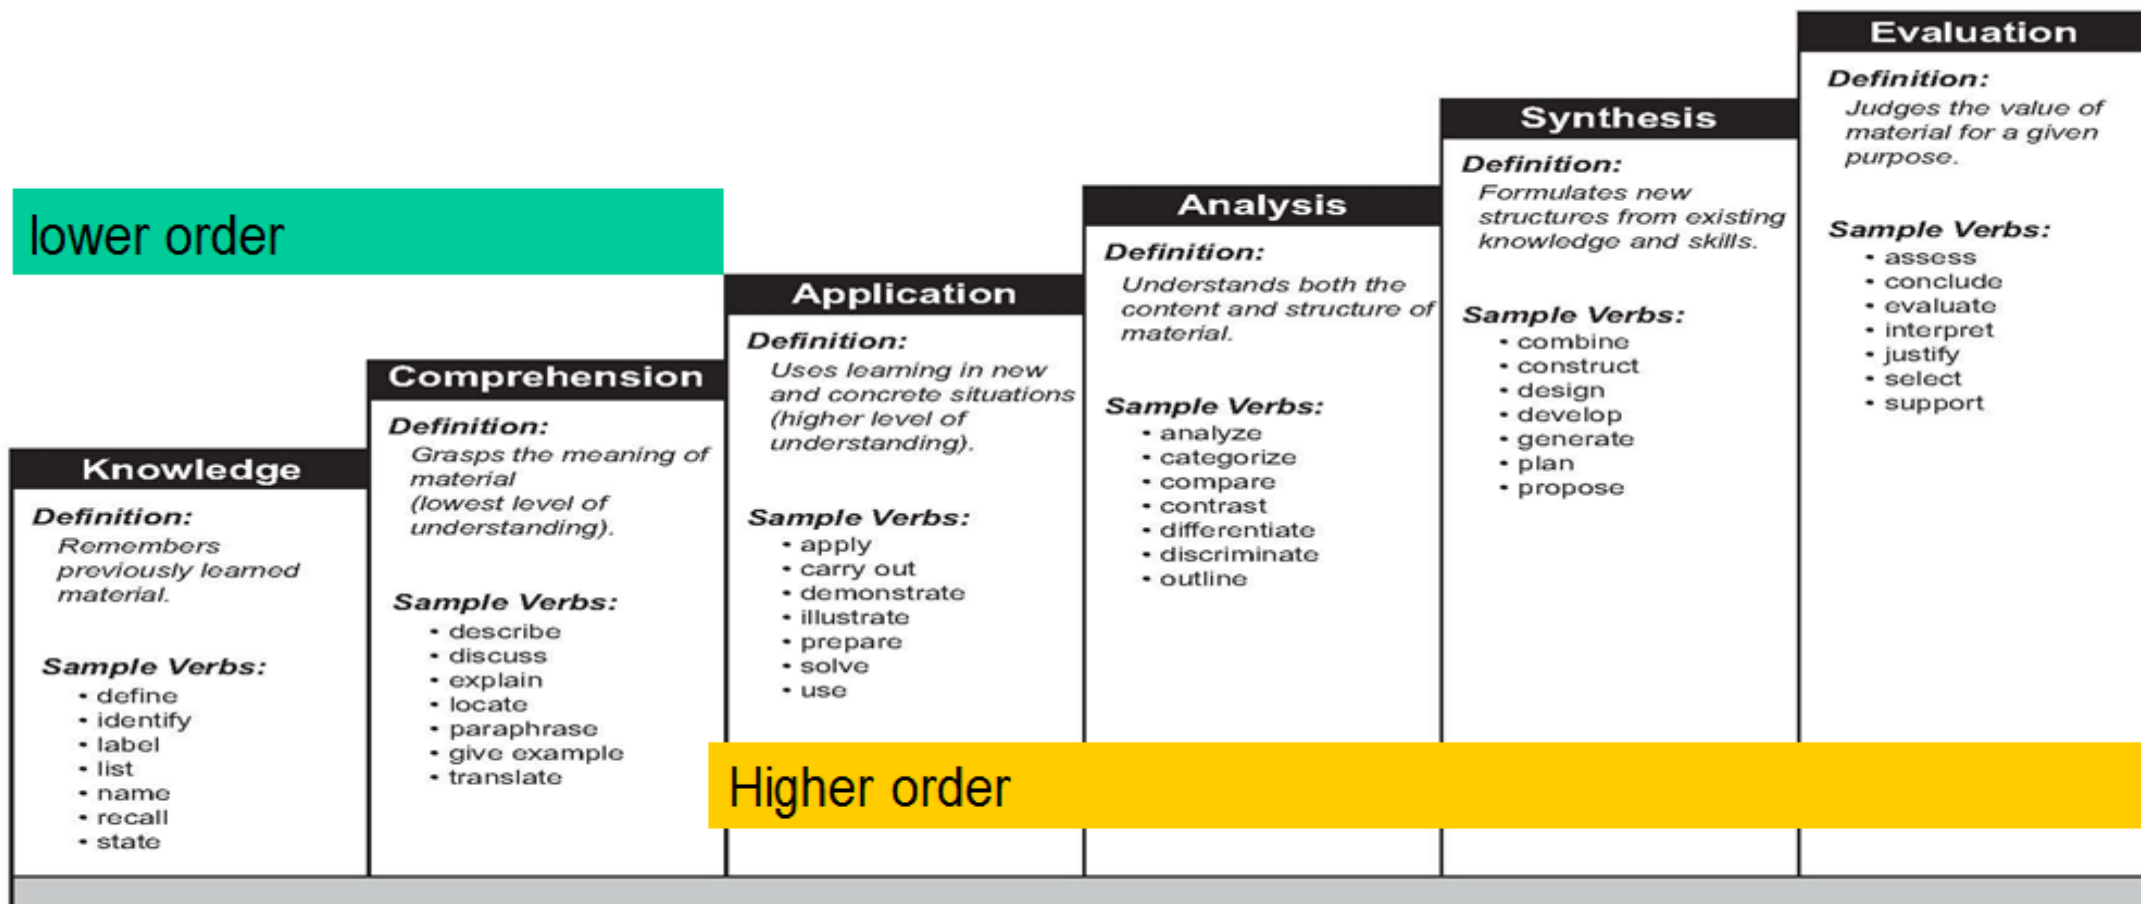 lower order
Knowledge
Definition:
Remembers
previously learned
material.
Sample Verbs:
• define
• identify
• label
• list
• name
• recall
• state
Comprehension
Definition:
Grasps the meaning of
material
(lowest level of
understanding).
Sample Verbs:
• describe
• discuss
• explain
• locate
• paraphrase
• give example
• translate
Application
Definition:
Uses learning in new
and concrete situations
(higher level of
understanding).
Sample Verbs:
• apply
• carry out
• demonstrate
• illustrate
• prepare
• solve
• use
Analysis
Definition:
Understands both the
content and structure of
material.
Sample Verbs:
• analyze
• categorize
• compare
• contrast
• differentiate
• discriminate
• outline
Synthesis
Definition:
Formulates new
structures from existing
knowledge and skills.
Sample Verbs:
• combine
• construct
• design
• develop
• generate
• plan
• propose
Evaluation
Definition:
Judges the value of
material for a given
purpose.
Sample Verbs:
• assess
• conclude
• evaluate
• interpret
• justify
• select
• support
Higher order